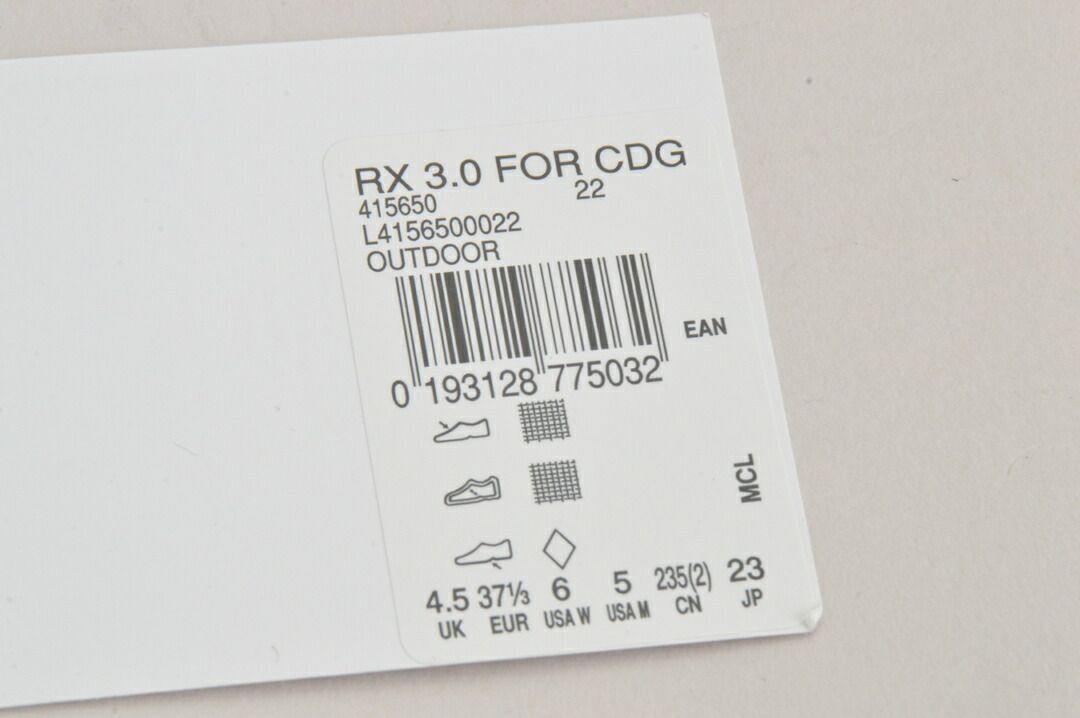 RX 3.0 FOR CDG
415650 22
L4156500022
OUTDOOR
EAN
0 193128 775032
MCL
4.5 37⅓ 6 5 235(2) 23
UK EUR USA W USA M CN JP